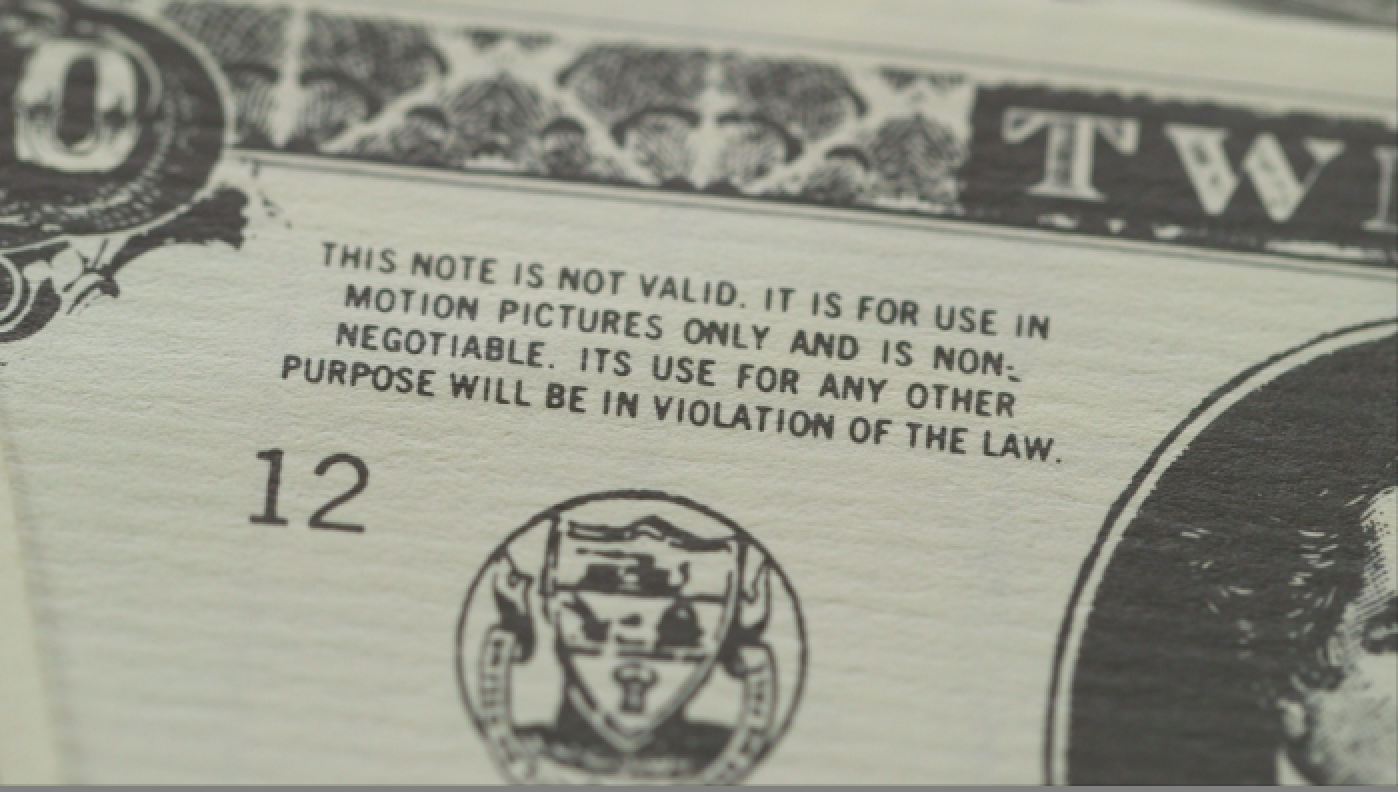 0
TW
THIS NOTE IS NOT VALID. IT IS FOR USE IN
MOTION PICTURES ONLY AND IS NON-
NEGOTIABLE. ITS USE FOR ANY OTHER
PURPOSE WILL BE IN VIOLATION OF THE LAW.
12